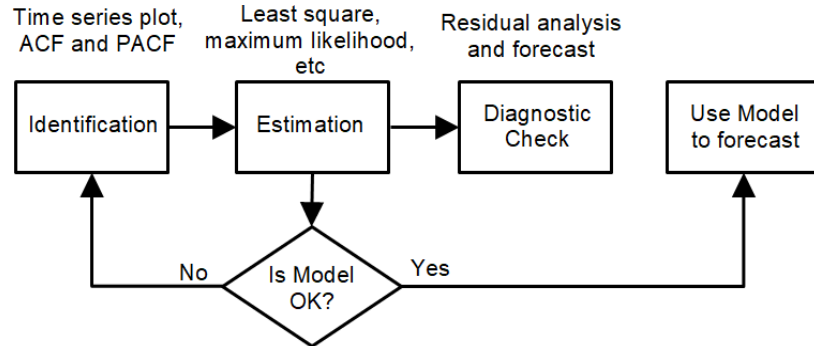 Time series plot,
ACF and PACF
Least square,
maximum likelihood,
etc
Residual analysis
and forecast
Identification
Estimation
Diagnostic
Check
Use Model
to forecast
No
Is Model
OK?
Yes